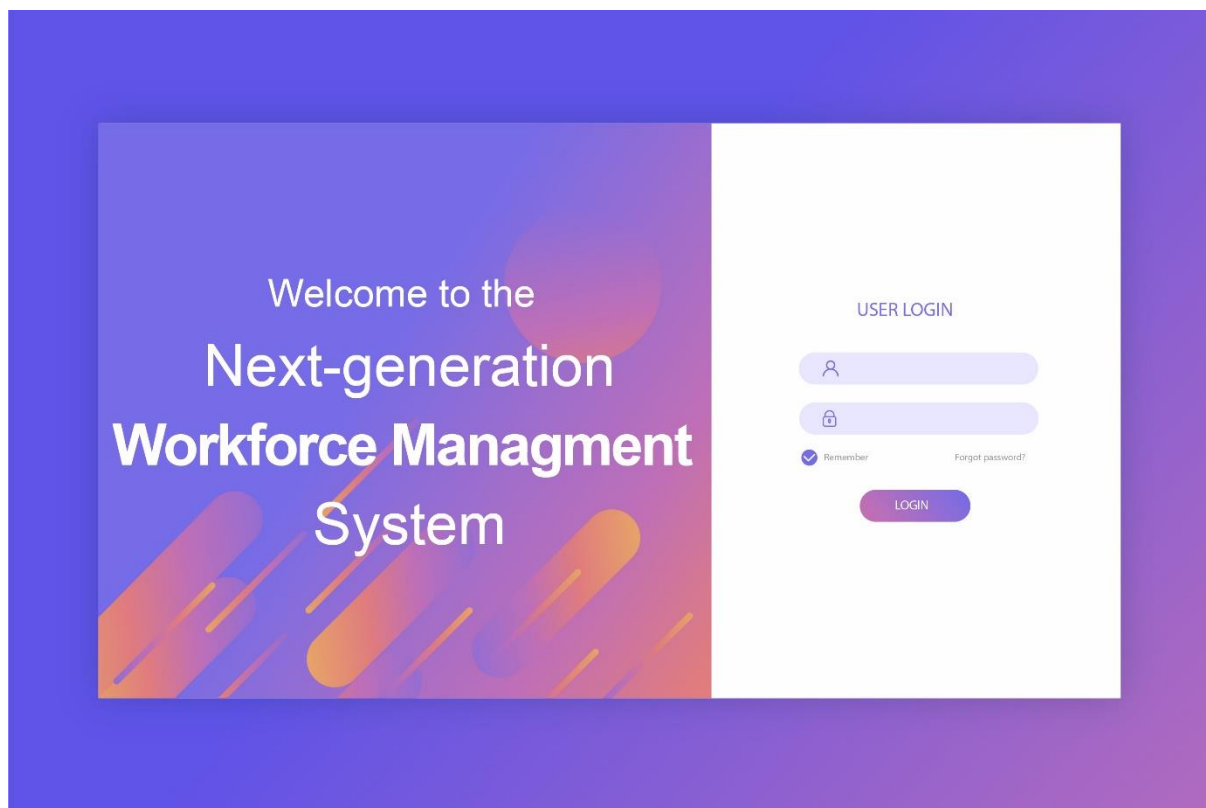 Welcome to the
Next-generation
Workforce Managment
System
USER LOGIN
Remember
Forgot password?
LOGIN